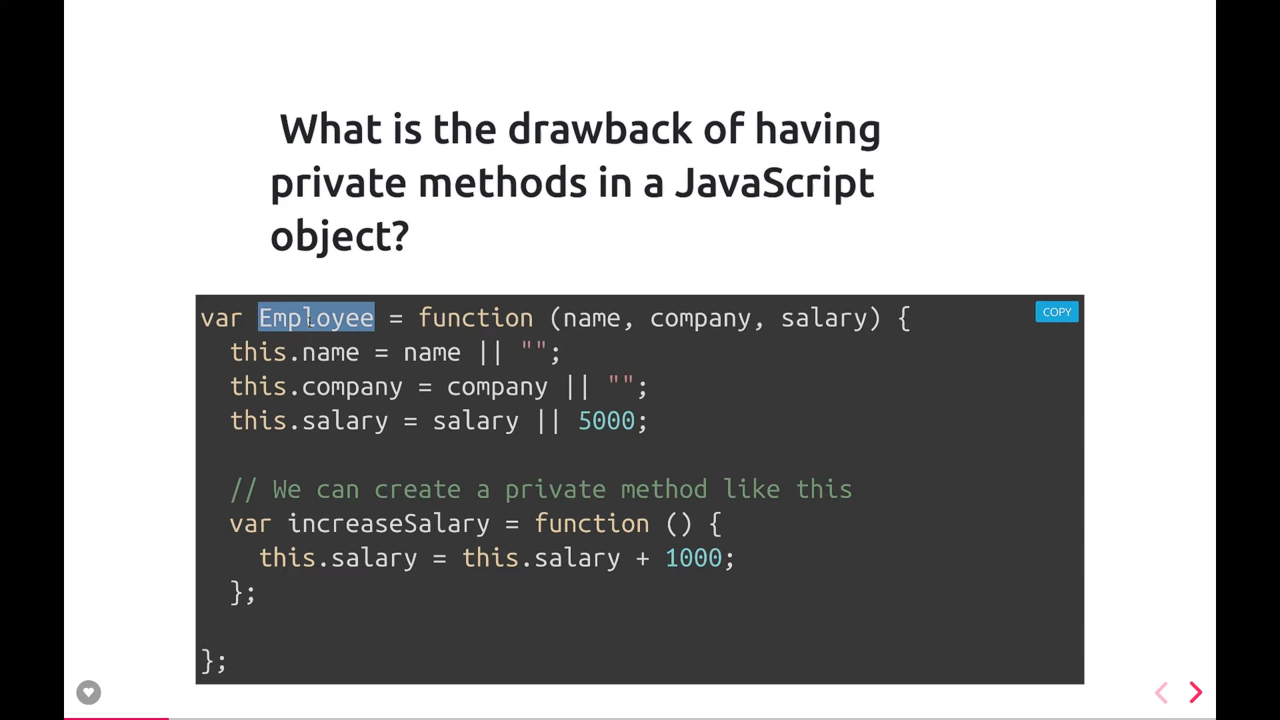 What is the drawback of having
private methods in a JavaScript
object?
var Employee = function (name, company, salary) {
COPY
  this.name = name || "";
  this.company = company || "";
  this.salary = salary || 5000;
  // We can create a private method like this
  var increaseSalary = function () {
    this.salary = this.salary + 1000;
  };
};